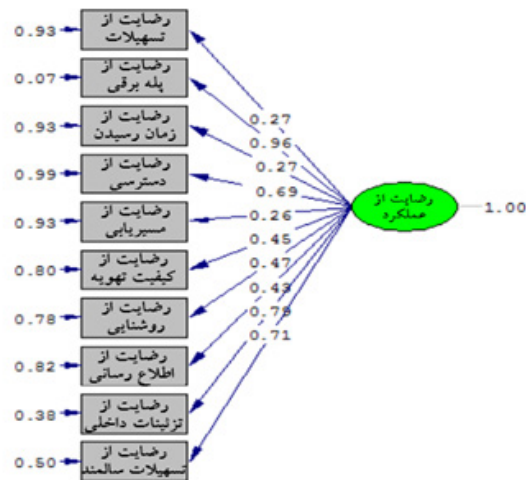 0.93
رضایت از
تسهیلات
0.07
رضایت از
پله برقی
0.93
رضایت از
زمان رسیدن
0.99
رضایت از
دسترسی
0.93
رضایت از
مسیریابی
0.80
رضایت از
کیفیت تهویه
0.78
رضایت از
روشنایی
0.82
رضایت از
اطلاع رسانی
0.38
رضایت از
تزئینات داخلی
0.50
رضایت از
تسهیلات سالمند
0.27
0.96
0.27
0.69
0.26
0.45
0.47
0.43
0.79
0.71
رضایت از
عملکرد
1.00